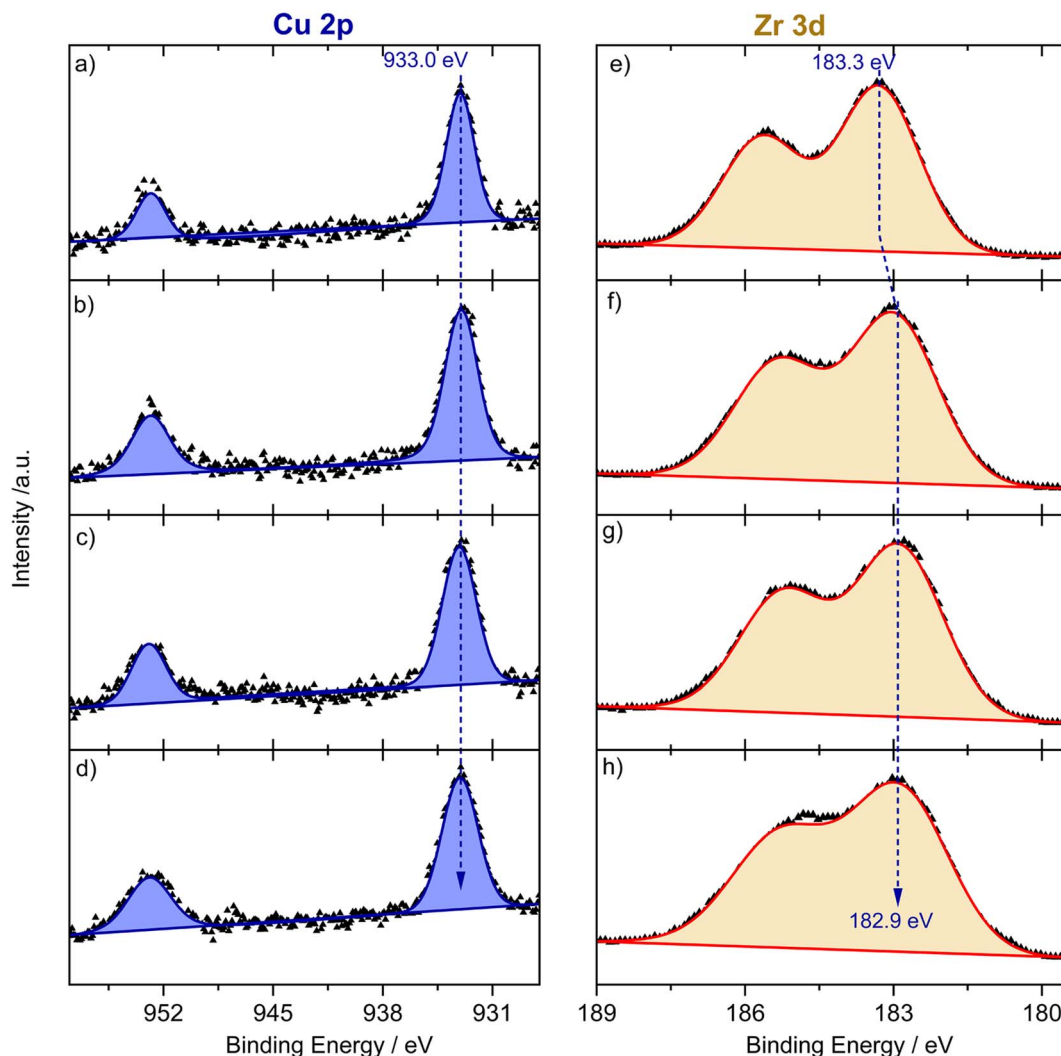 Cu 2p
Zr 3d
a)
933.0 eV
e)
183.3 eV
b)
f)
c)
g)
d)
h)
182.9 eV
Intensity /a.u.
952 945 938 931
189 186 183 180
Binding Energy / eV
Binding Energy / eV